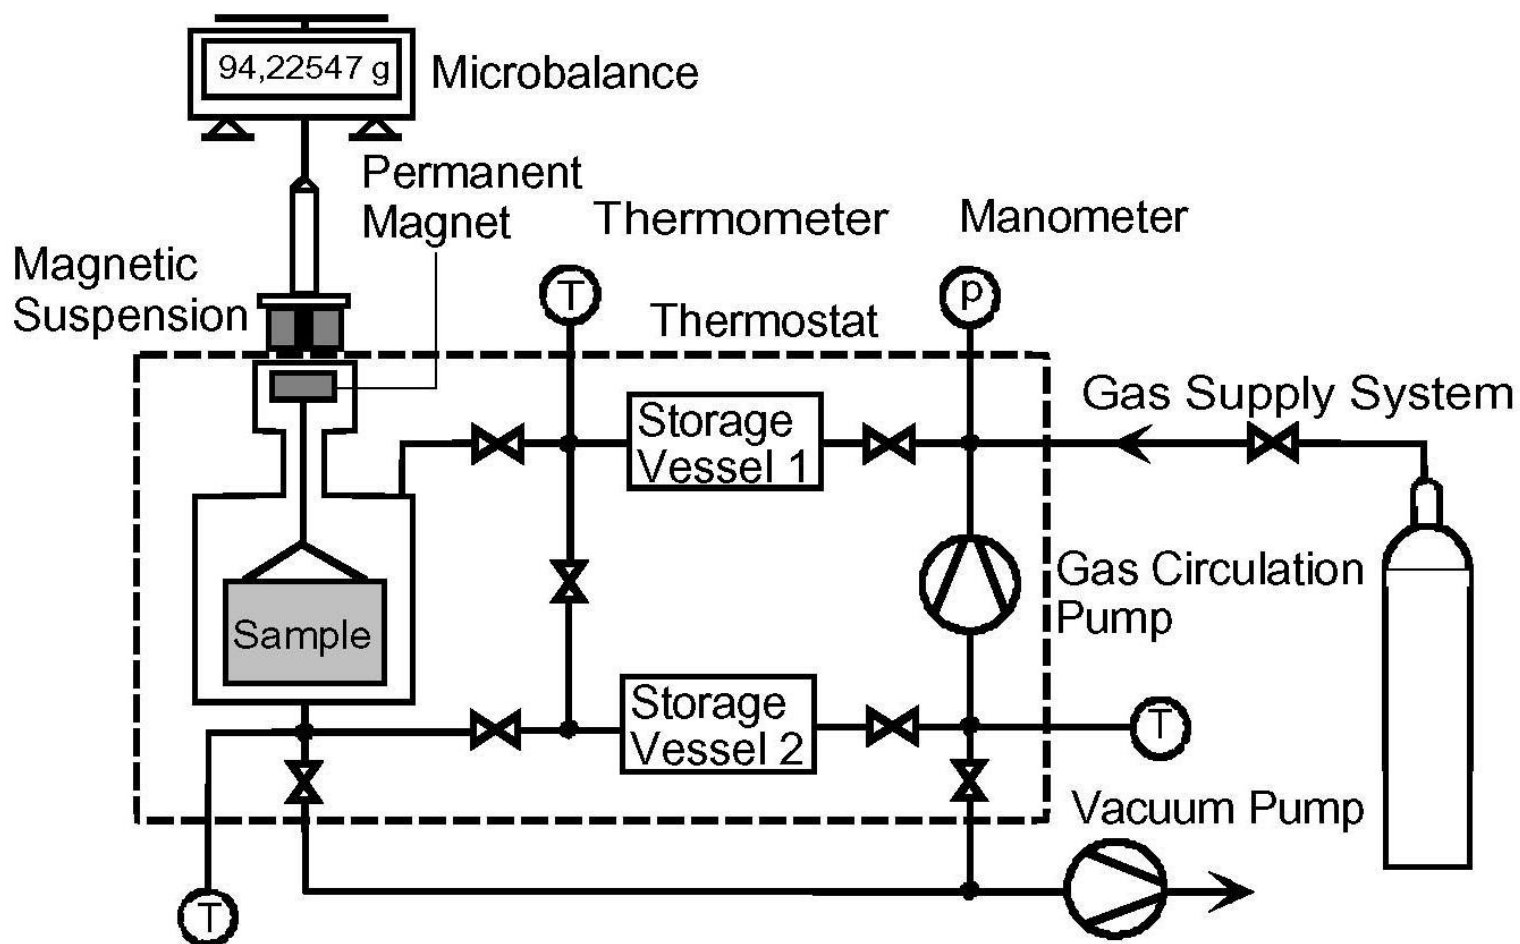 94,22547 g
Microbalance
Permanent
Magnet
Thermometer
Manometer
Magnetic
Suspension
T
p
Thermostat
Gas Supply System
Storage
Vessel 1
Gas Circulation
Pump
Sample
Storage
Vessel 2
T
Vacuum Pump
T